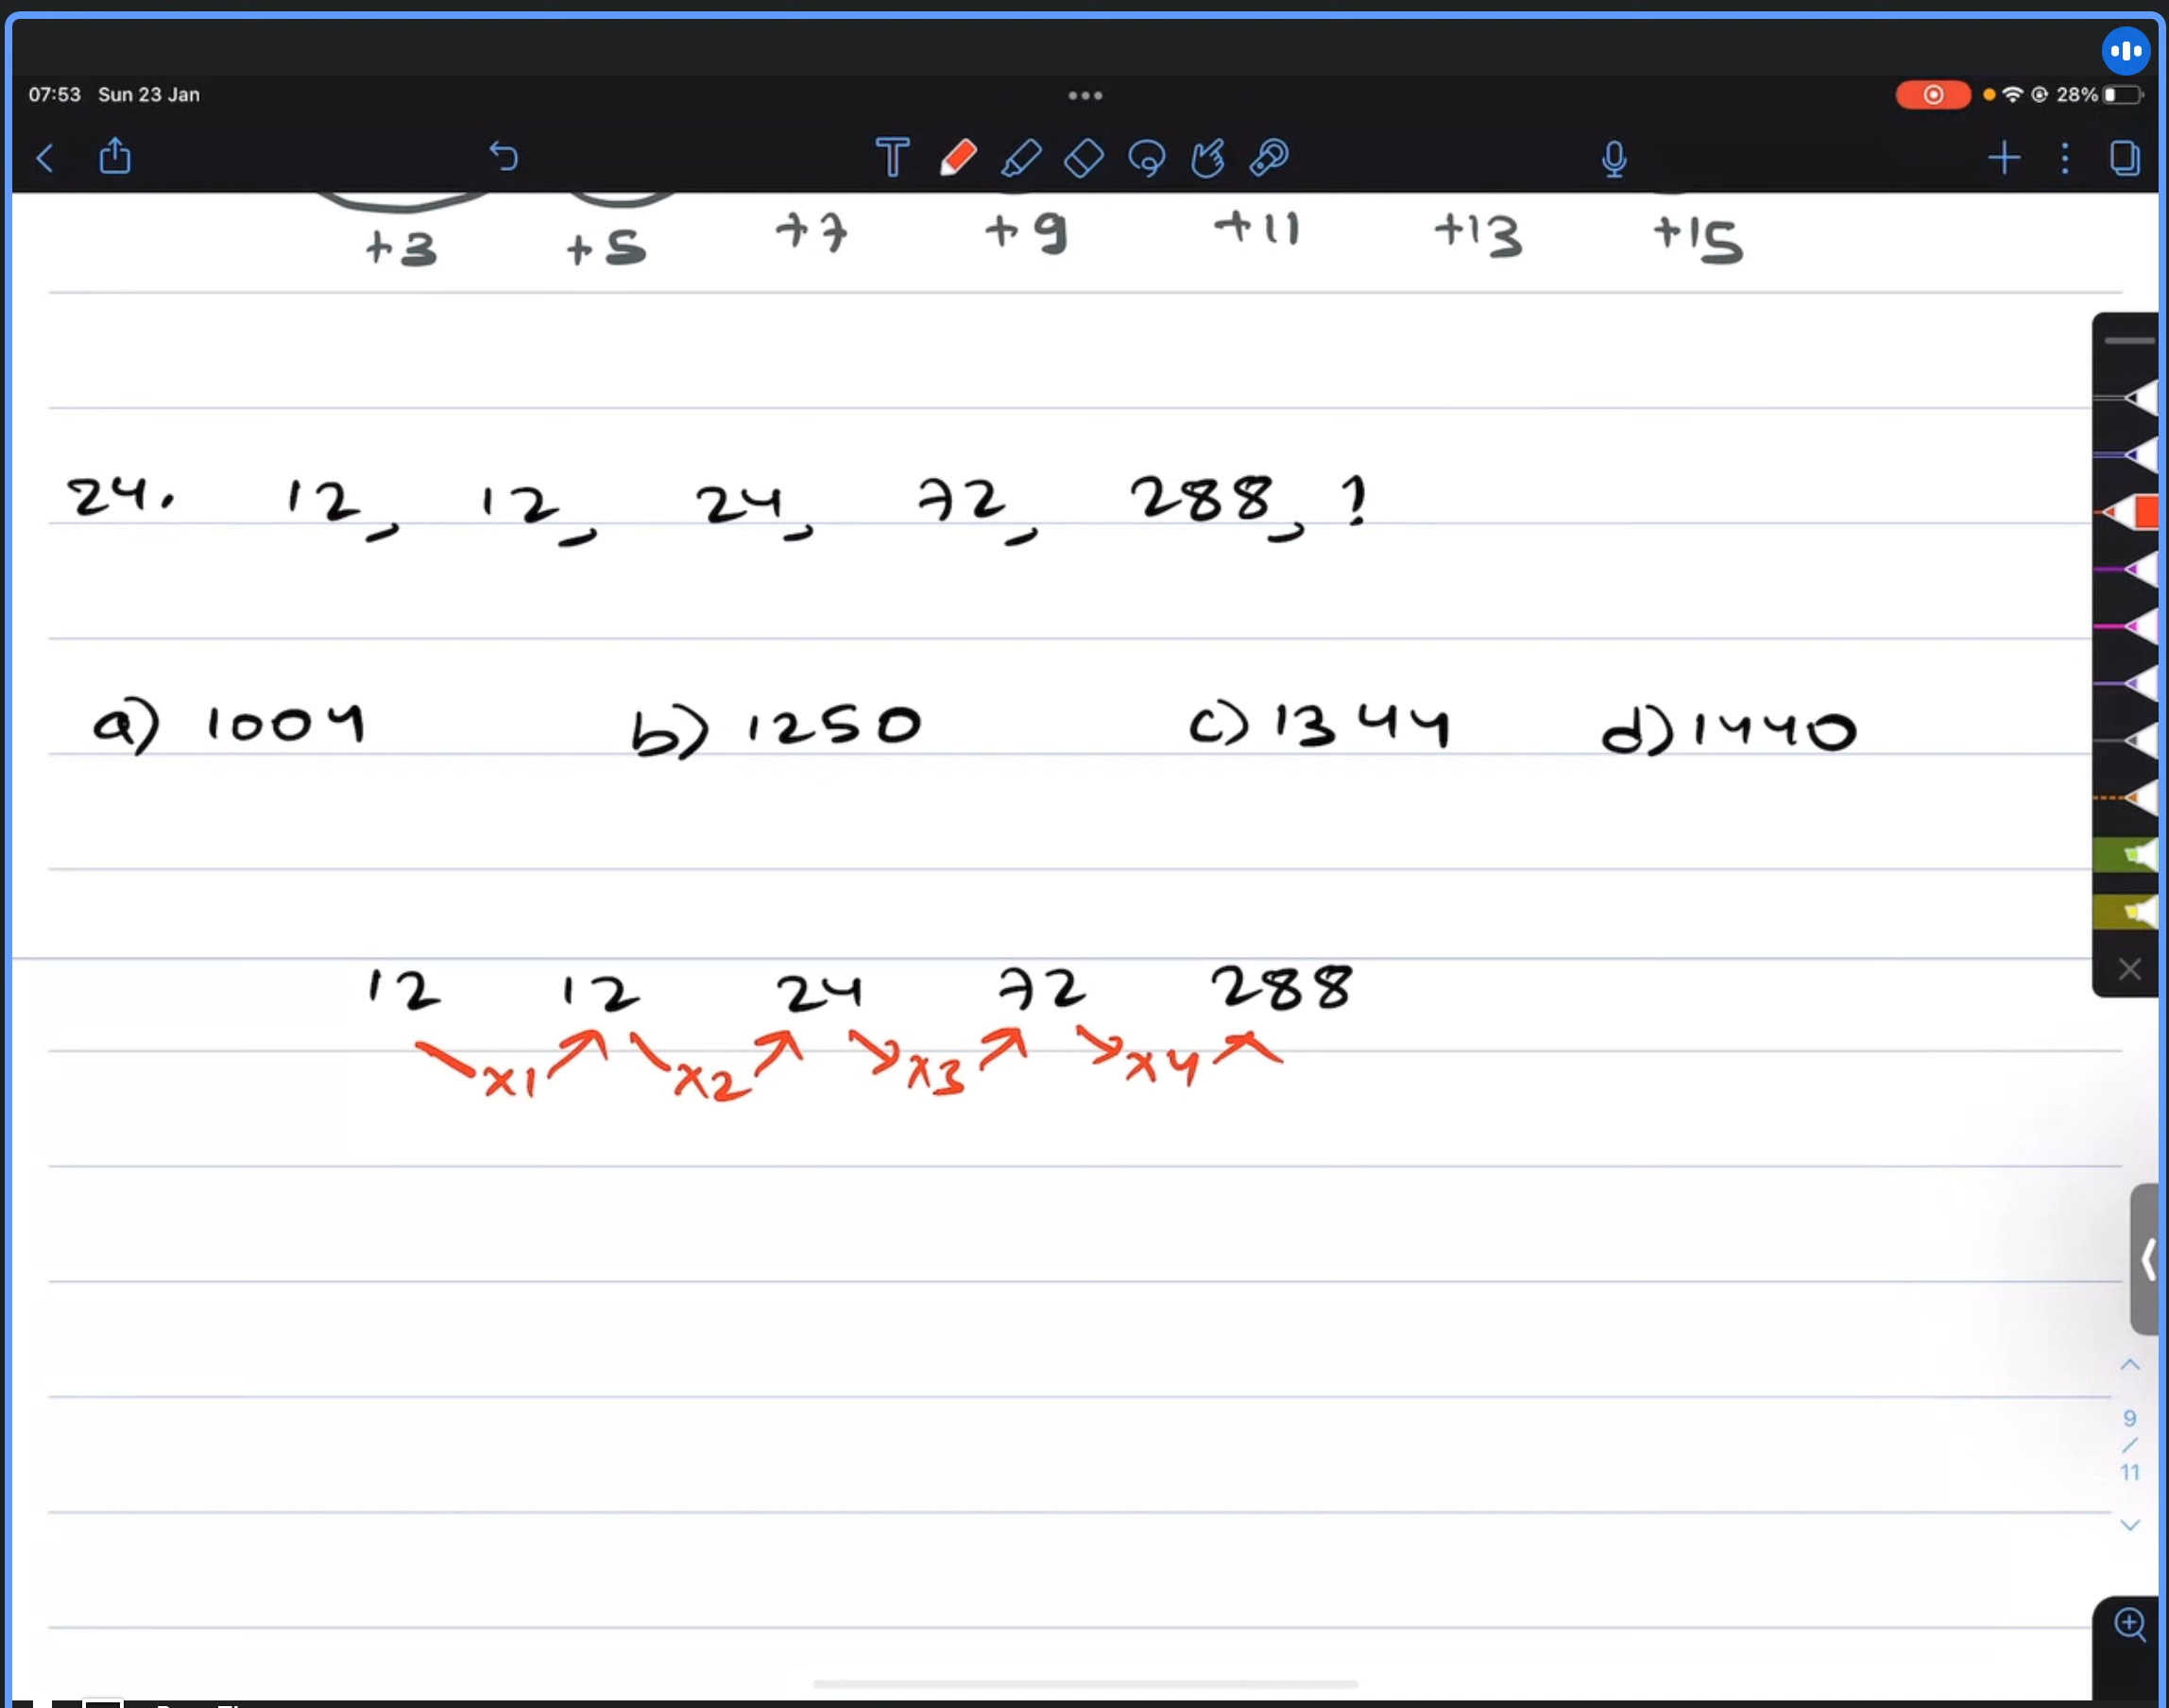 07:53 Sun 23 Jan 28%
+3 +5 +7 +9 +11 +13 +15
24. 12, 12, 24, 72, 288, ?
a) 1004 b) 1250 c) 1344 d) 1440
12 12 24 72 288
x1 x2 x3 x4
9
/
11